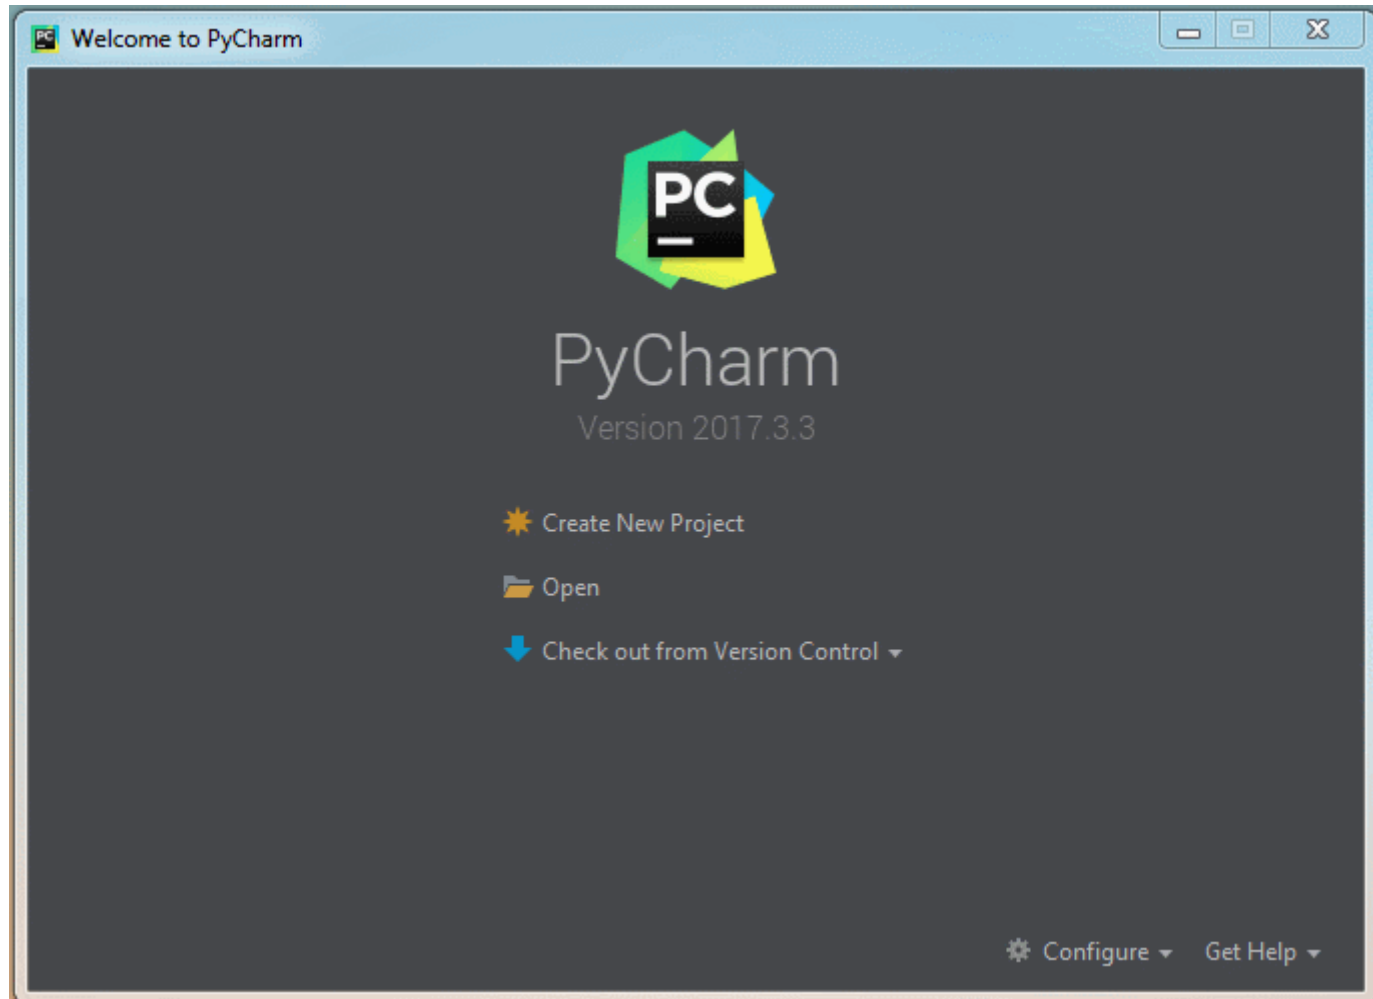 Welcome to PyCharm
PC
PyCharm
Version 2017.3.3
Create New Project
Open
Check out from Version Control
Configure
Get Help